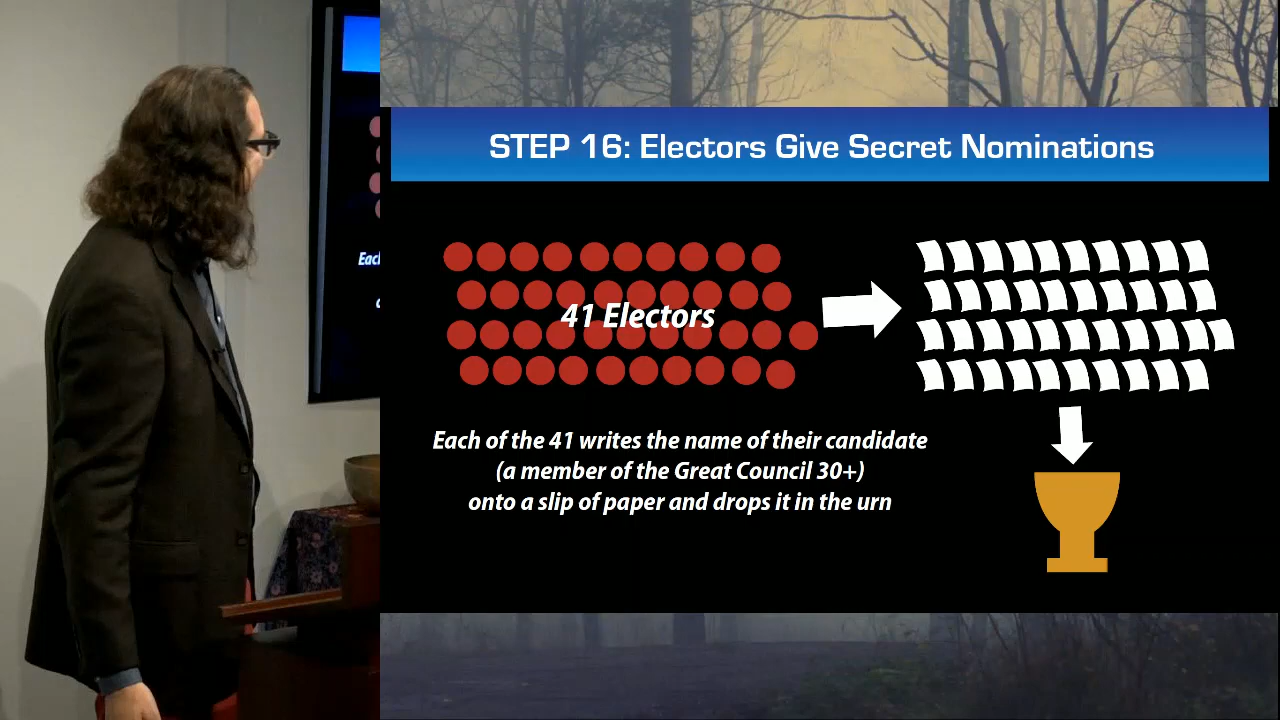 STEP 16: Electors Give Secret Nominations
41 Electors
Each of the 41 writes the name of their candidate
(a member of the Great Council 30+)
onto a slip of paper and drops it in the urn
Each